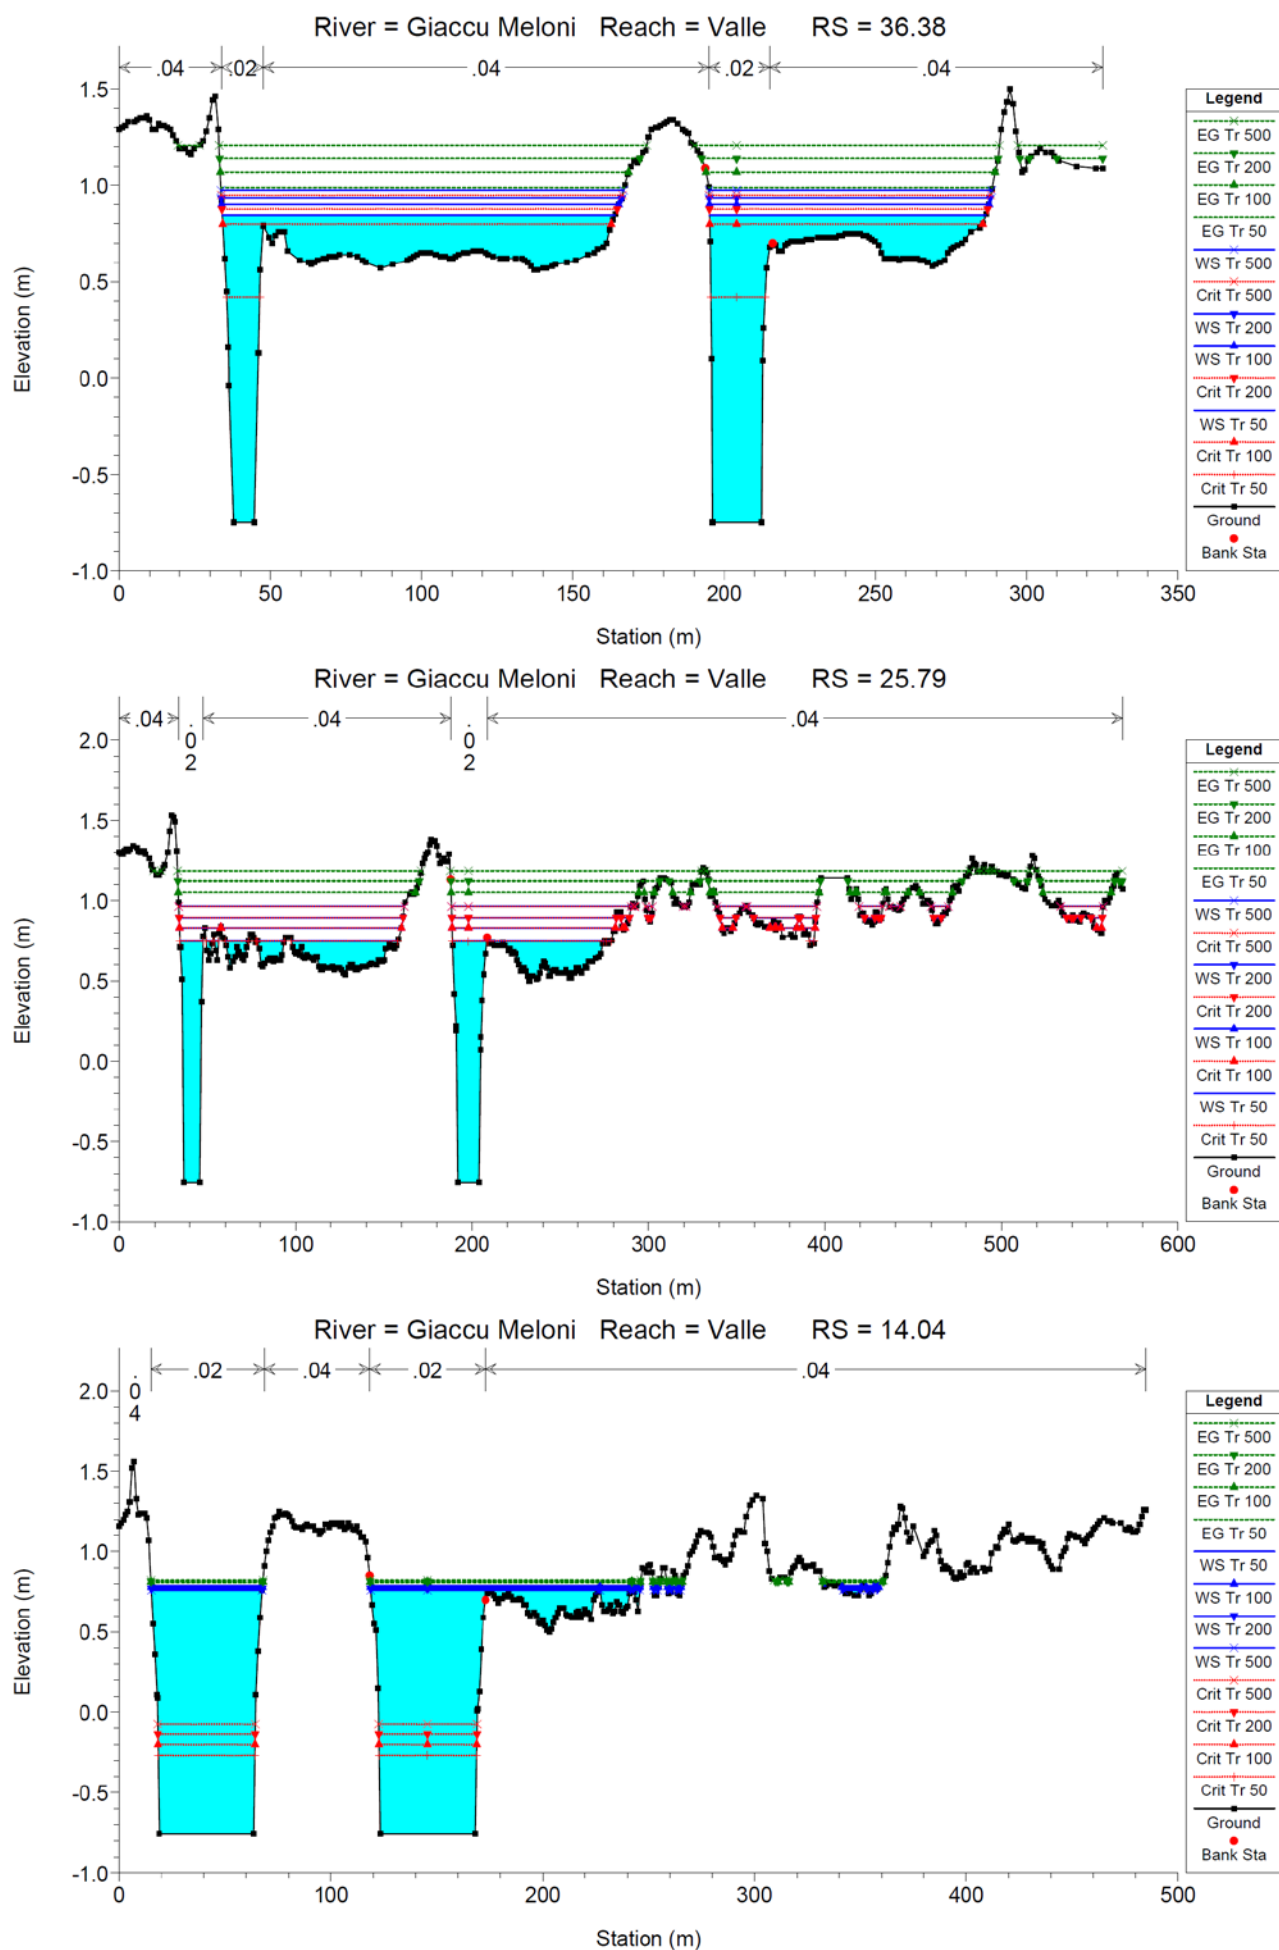 River = Giaccu Meloni Reach = Valle RS = 36.38
.04 .02 .04 .02 .04
1.5
1.0
0.5
0.0
-0.5
-1.0
Elevation (m)
0 50 100 150 200 250 300 350
Station (m)
Legend
EG Tr 500
EG Tr 200
EG Tr 100
EG Tr 50
WS Tr 500
Crit Tr 500
WS Tr 200
WS Tr 100
Crit Tr 200
WS Tr 50
Crit Tr 100
Crit Tr 50
Ground
Bank Sta
River = Giaccu Meloni Reach = Valle RS = 25.79
.04 .02 .04 .02 .04
2.0
1.5
1.0
0.5
0.0
-0.5
-1.0
Elevation (m)
0 100 200 300 400 500 600
Station (m)
Legend
EG Tr 500
EG Tr 200
EG Tr 100
EG Tr 50
WS Tr 500
Crit Tr 500
WS Tr 200
Crit Tr 200
WS Tr 100
Crit Tr 100
WS Tr 50
Crit Tr 50
Ground
Bank Sta
River = Giaccu Meloni Reach = Valle RS = 14.04
.04 .02 .04 .02 .04
2.0
1.5
1.0
0.5
0.0
-0.5
-1.0
Elevation (m)
0 100 200 300 400 500
Station (m)
Legend
EG Tr 500
EG Tr 200
EG Tr 100
EG Tr 50
WS Tr 50
WS Tr 100
WS Tr 200
WS Tr 500
Crit Tr 500
Crit Tr 200
Crit Tr 100
Crit Tr 50
Ground
Bank Sta